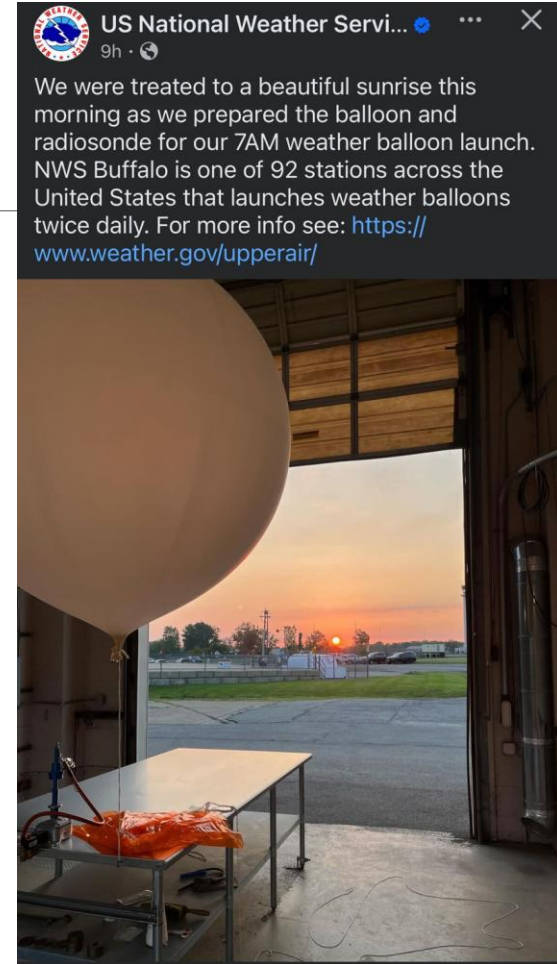 US National Weather Servi...
9h
We were treated to a beautiful sunrise this
morning as we prepared the balloon and
radiosonde for our 7AM weather balloon launch.
NWS Buffalo is one of 92 stations across the
United States that launches weather balloons
twice daily. For more info see: https://
www.weather.gov/upperair/